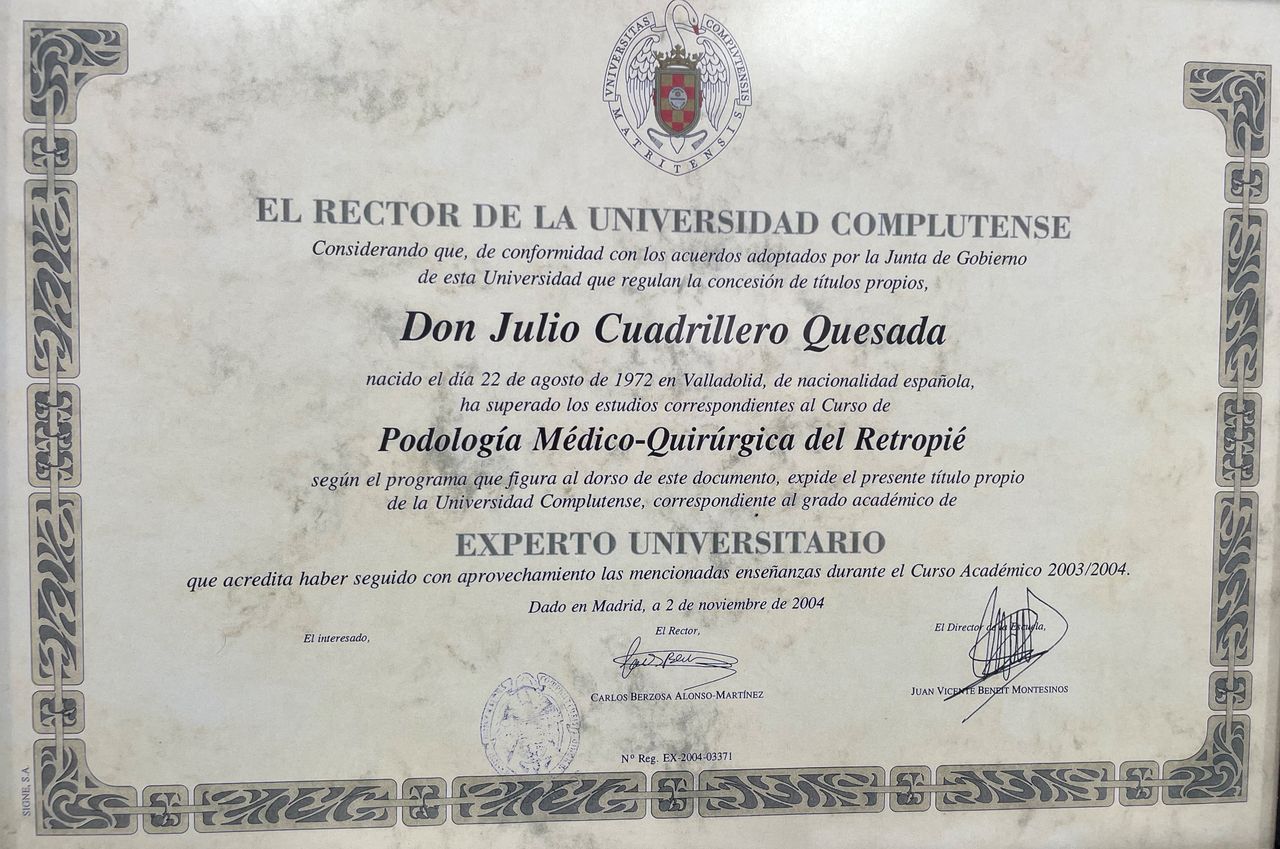 VNIVERSITAS COMPLVTENSIS
MATRITENSIS
EL RECTOR DE LA UNIVERSIDAD COMPLUTENSE
Considerando que, de conformidad con los acuerdos adoptados por la Junta de Gobierno
de esta Universidad que regulan la concesión de títulos propios,
Don Julio Cuadrillero Quesada
nacido el día 22 de agosto de 1972 en Valladolid, de nacionalidad española,
ha superado los estudios correspondientes al Curso de
Podología Médico-Quirúrgica del Retropié
según el programa que figura al dorso de este documento, expide el presente título propio
de la Universidad Complutense, correspondiente al grado académico de
EXPERTO UNIVERSITARIO
que acredita haber seguido con aprovechamiento las mencionadas enseñanzas durante el Curso Académico 2003/2004.
Dado en Madrid, a 2 de noviembre de 2004
El interesado,
El Rector,
El Director de la Escuela,
CARLOS BERZOSA ALONSO-MARTÍNEZ
JUAN VICENTE BENEIT MONTESINOS
Nº Reg. EX-2004-03371
SIGNE, S.A.